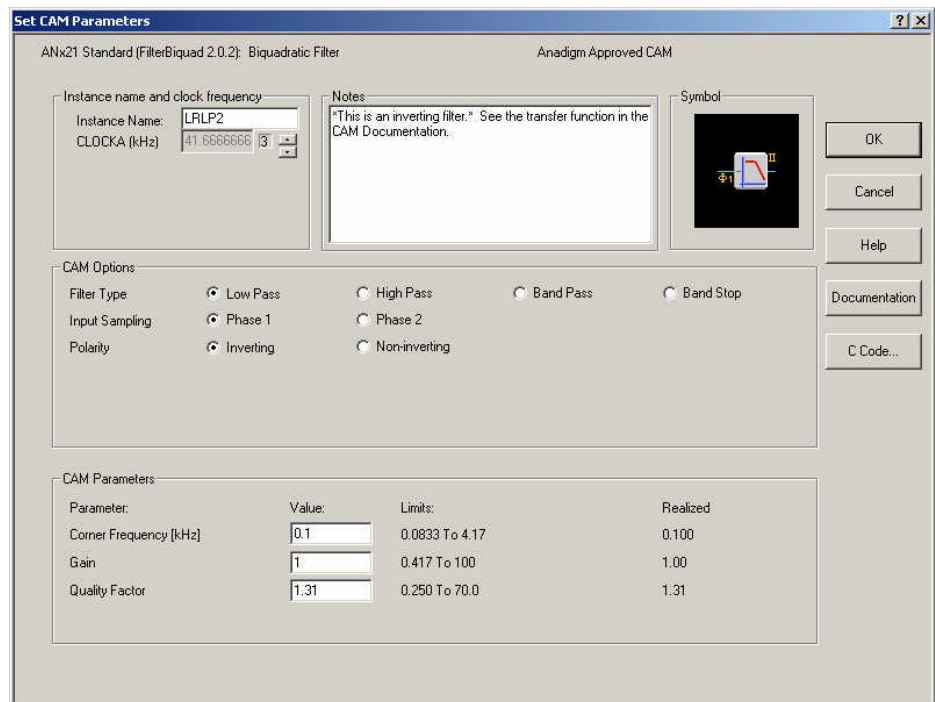 Set CAM Parameters
ANx21 Standard (FilterBiquad 2.0.2): Biquadratic Filter Anadigm Approved CAM
Instance name and clock frequency
Instance Name: LRLP2
CLOCKA (kHz) 41.6666666 3
Notes
*This is an inverting filter.* See the transfer function in the
CAM Documentation.
Symbol
Φ1 II
OK
Cancel
Help
Documentation
C Code...
CAM Options
Filter Type Low Pass High Pass Band Pass Band Stop
Input Sampling Phase 1 Phase 2
Polarity Inverting Non-inverting
CAM Parameters
Parameter: Value: Limits: Realized
Corner Frequency [kHz] 0.1 0.0833 To 4.17 0.100
Gain 1 0.417 To 100 1.00
Quality Factor 1.31 0.250 To 70.0 1.31